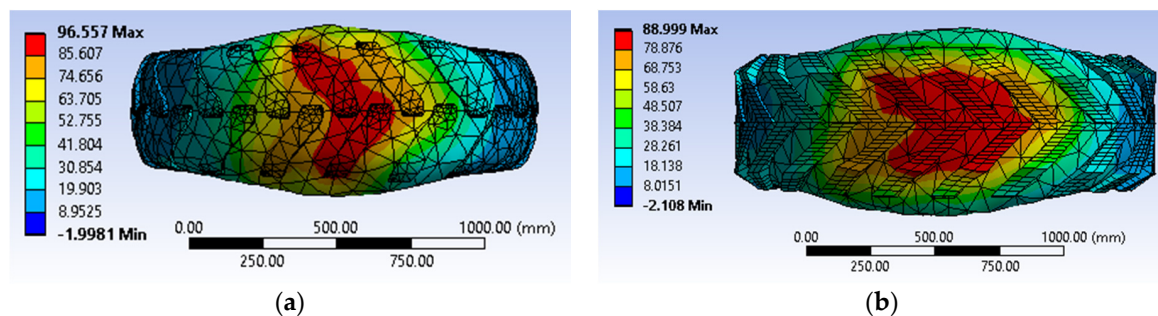 96.557 Max
85.607
74.656
63.705
52.755
41.804
30.854
19.903
8.9525
-1.9981 Min
0.00 500.00 1000.00 (mm)
250.00 750.00
(a)
88.999 Max
78.876
68.753
58.63
48.507
38.384
28.261
18.138
8.0151
-2.108 Min
0.00 500.00 1000.00 (mm)
250.00 750.00
(b)